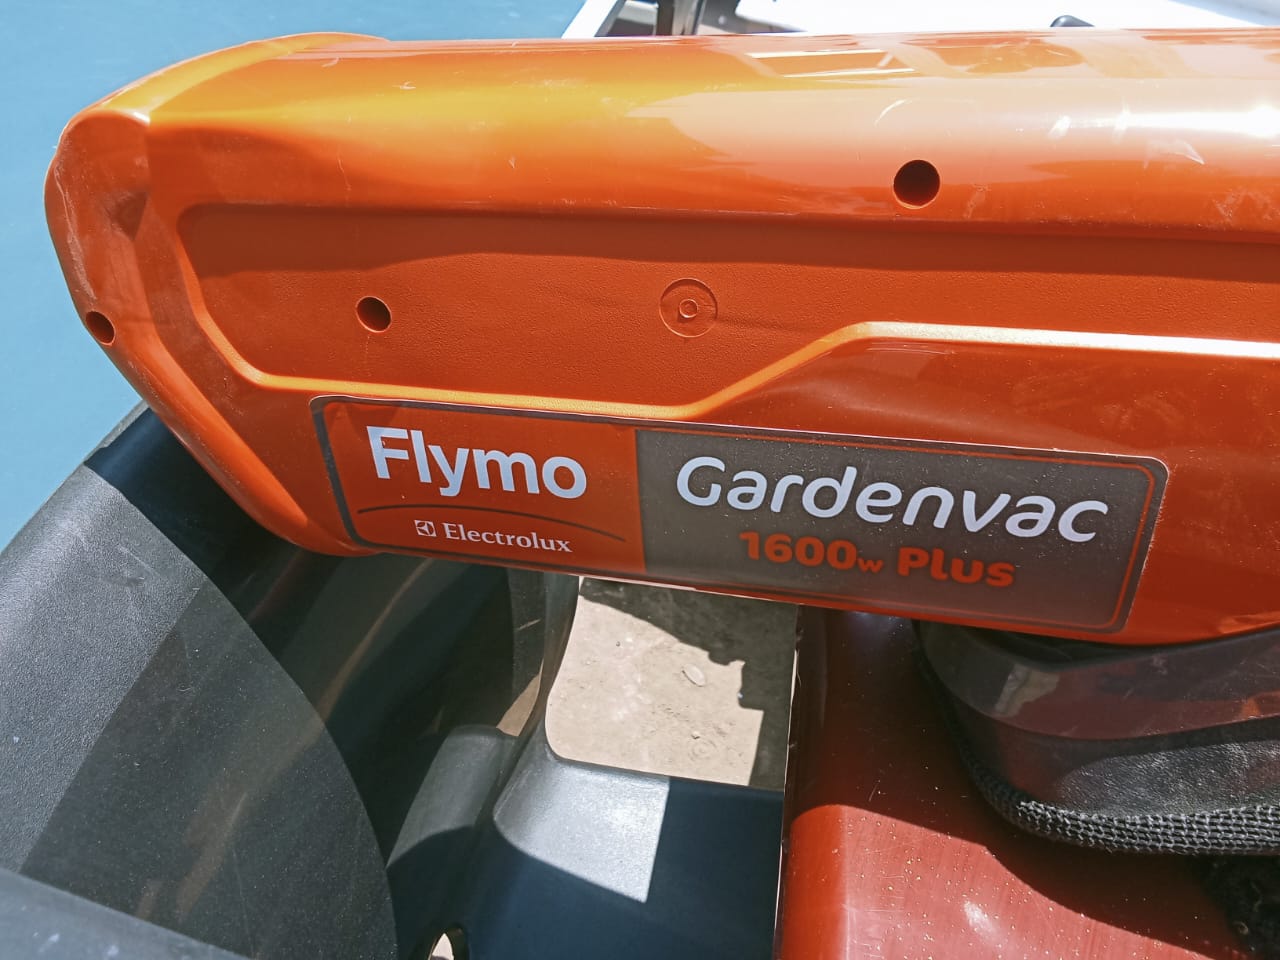 Flymo
Electrolux
Gardenvac
1600w Plus